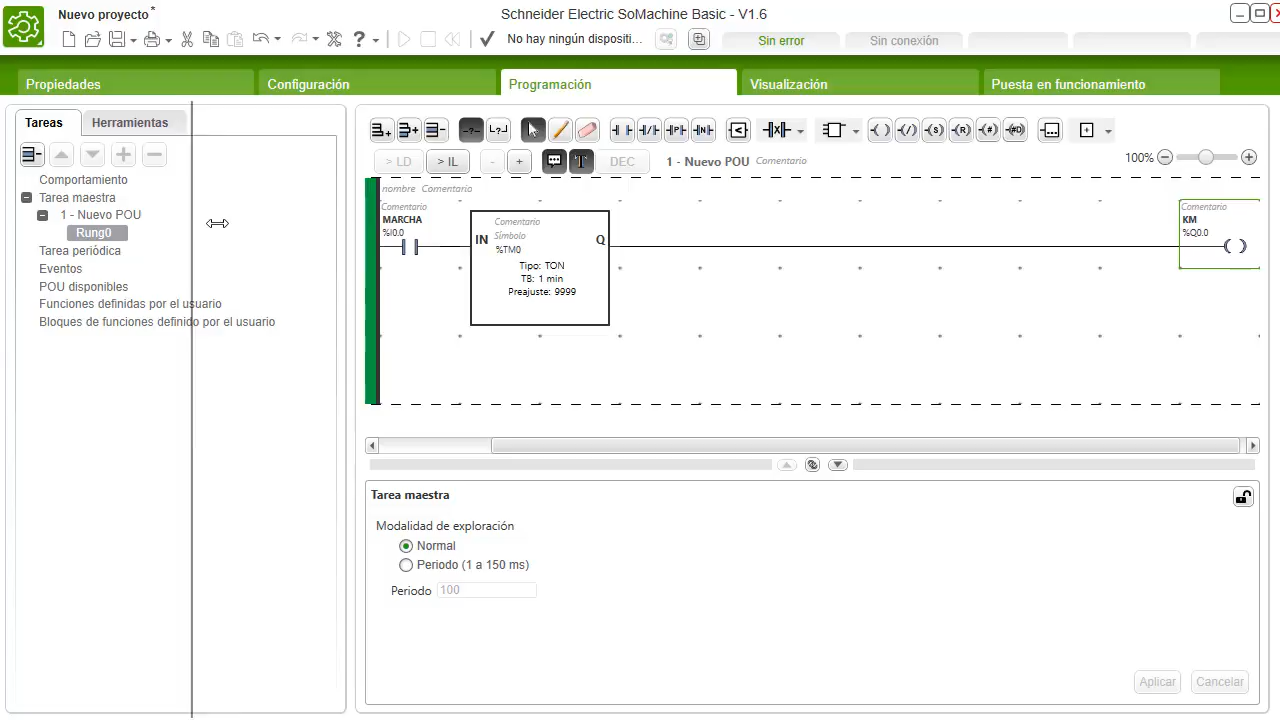 Nuevo proyecto *
Schneider Electric SoMachine Basic - V1.6
No hay ningún dispositi...
Sin error
Sin conexión
Propiedades
Configuración
Programación
Visualización
Puesta en funcionamiento
Tareas
Herramientas
Comportamiento
Tarea maestra
1 - Nuevo POU
Rung0
Tarea periódica
Eventos
POU disponibles
Funciones definidas por el usuario
Bloques de funciones definido por el usuario
> LD
> IL
-
+
DEC
1 - Nuevo POU
Comentario
100%
nombre Comentario
Comentario
MARCHA
%I0.0
Comentario
Símbolo
IN
Q
%TM0
Tipo: TON
TB: 1 min
Preajuste: 9999
Comentario
KM
%Q0.0
Tarea maestra
Modalidad de exploración
Normal
Periodo (1 a 150 ms)
Periodo 100
Aplicar
Cancelar